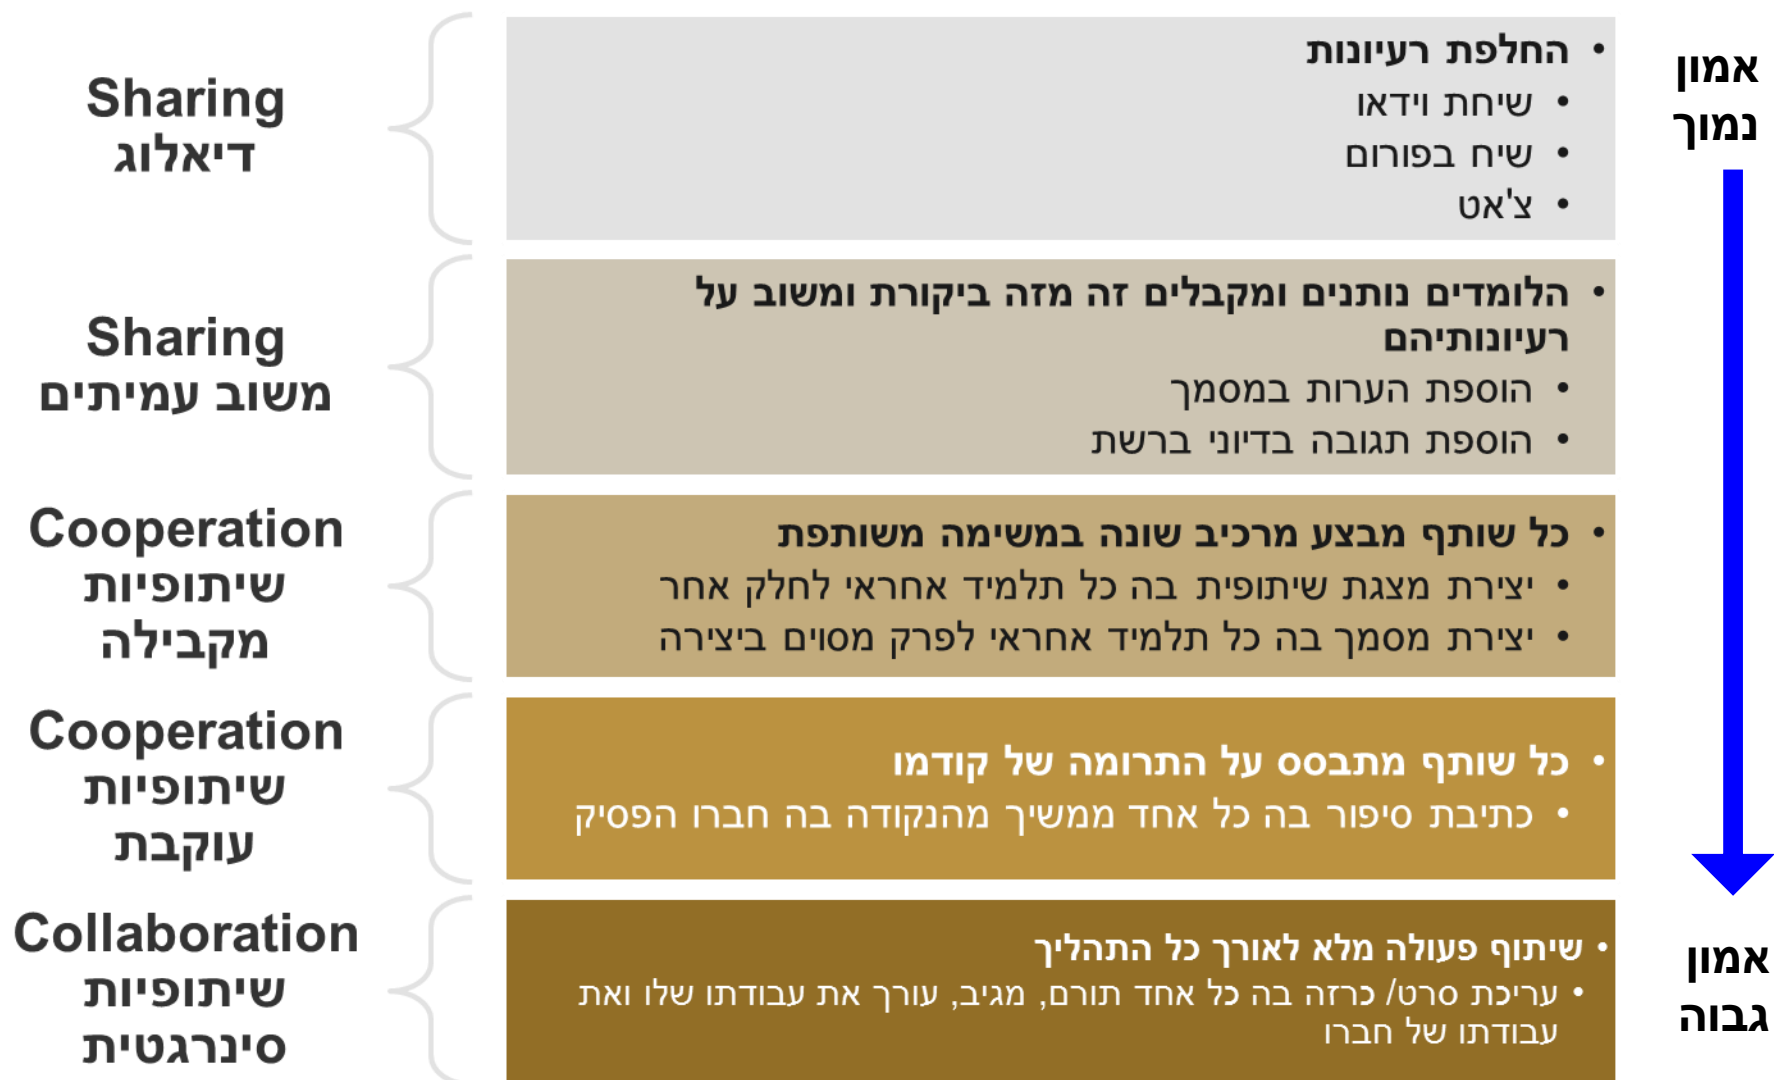 אמון
נמוך
• החלפת רעיונות
• שיחת וידאו
• שיח בפורום
• צ'אט
Sharing
דיאלוג
• הלומדים נותנים ומקבלים זה מזה ביקורת ומשוב על
רעיונותיהם
• הוספת הערות במסמך
• הוספת תגובה בדיוני ברשת
Sharing
משוב עמיתים
• כל שותף מבצע מרכיב שונה במשימה משותפת
• יצירת מצגת שיתופית בה כל תלמיד אחראי לחלק אחר
• יצירת מסמך בה כל תלמיד אחראי לפרק מסוים ביצירה
Cooperation
שיתופיות
מקבילה
• כל שותף מתבסס על התרומה של קודמו
• כתיבת סיפור בה כל אחד ממשיך מהנקודה בה חברו הפסיק
Cooperation
שיתופיות
עוקבת
• שיתוף פעולה מלא לאורך כל התהליך
• עריכת סרט/ כרזה בה כל אחד תורם, מגיב, עורך את עבודתו שלו ואת
עבודתו של חברו
Collaboration
שיתופיות
סינרגטית
אמון
גבוה